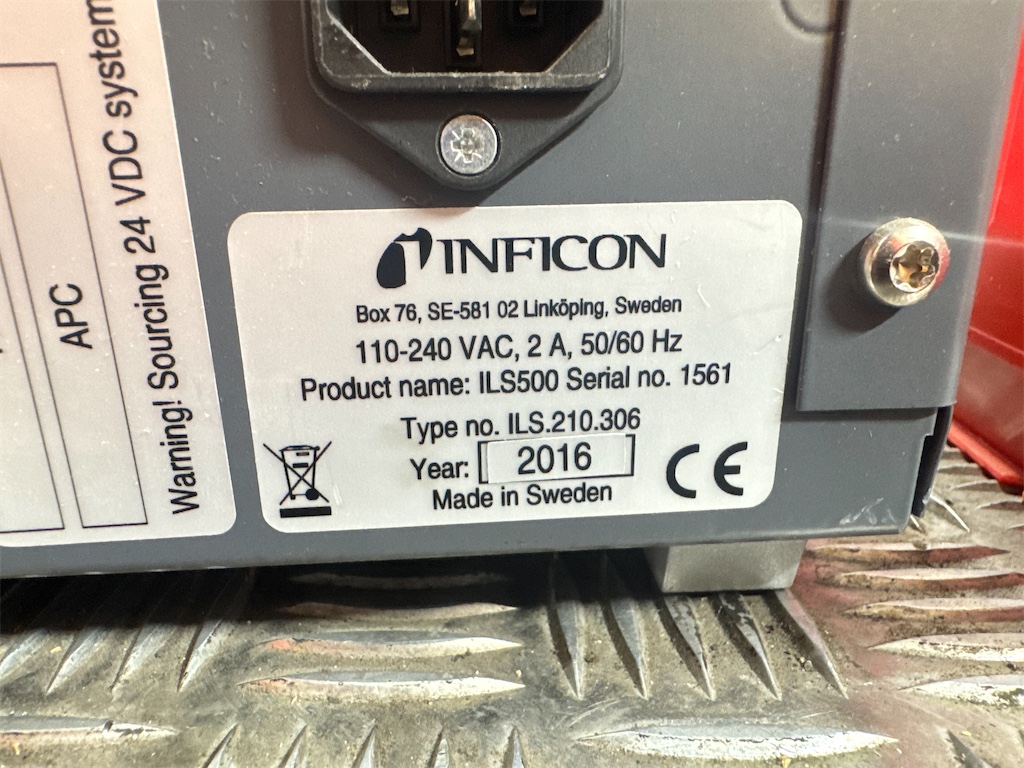 APC
Warning! Sourcing 24 VDC system
INFICON
Box 76, SE-581 02 Linköping, Sweden
110-240 VAC, 2 A, 50/60 Hz
Product name: ILS500 Serial no. 1561
Type no. ILS.210.306
Year: 2016
Made in Sweden
CE